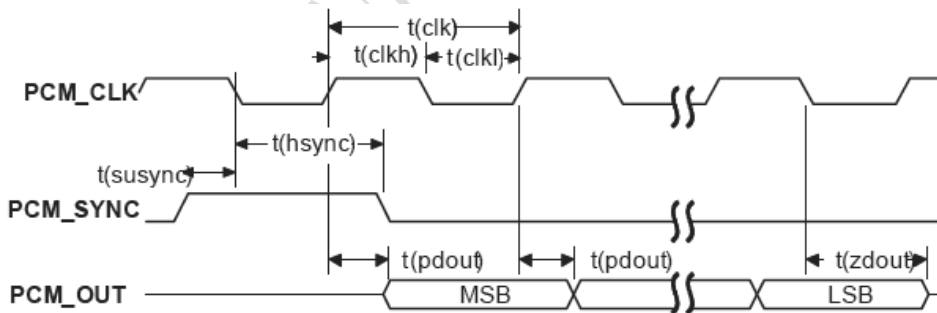 t(clk)
t(clkh) t(clkl)
PCM_CLK
t(hsync)
t(susync)
PCM_SYNC
t(pdout) t(pdout) t(zdout)
PCM_OUT MSB LSB